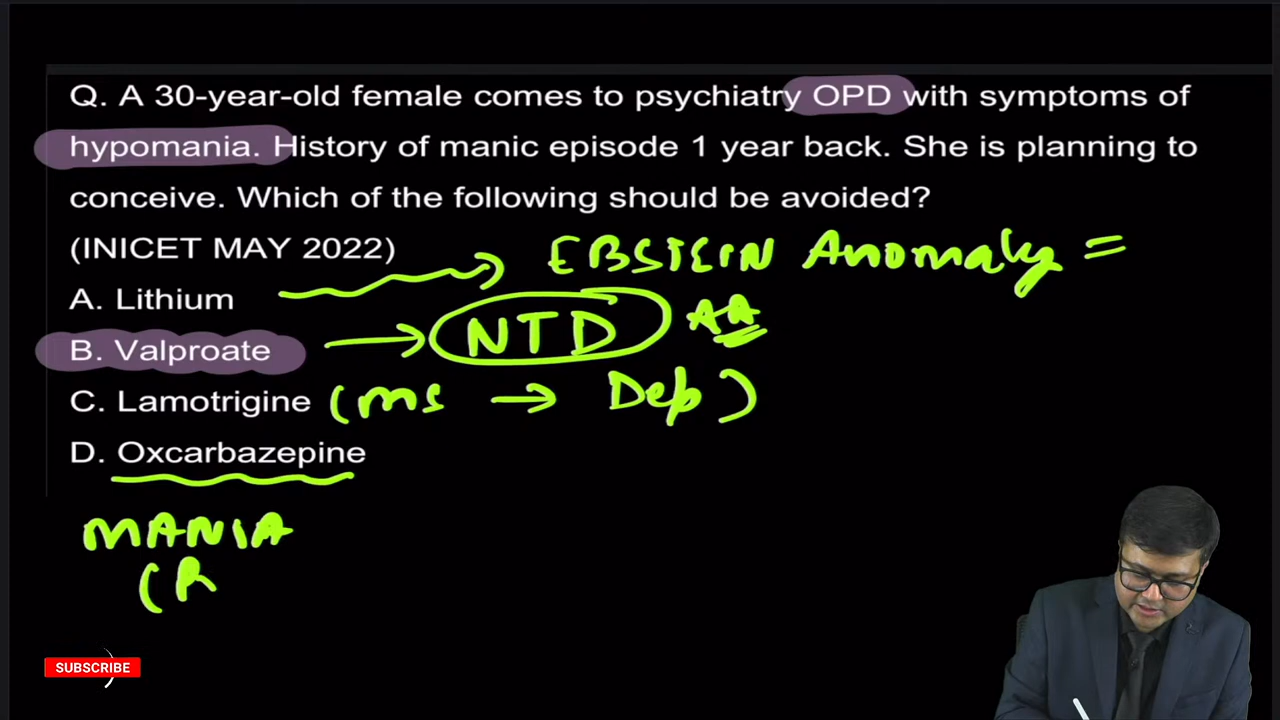 Q. A 30-year-old female comes to psychiatry OPD with symptoms of
hypomania. History of manic episode 1 year back. She is planning to
conceive. Which of the following should be avoided?
(INICET MAY 2022)
EBSTEIN Anomaly =
A. Lithium
NTD AA
B. Valproate
C. Lamotrigine (MS → Dep)
D. Oxcarbazepine
MANIA
(R
SUBSCRIBE